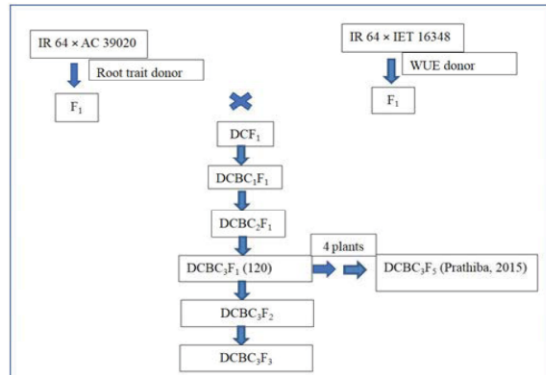 IR 64 × AC 39020
Root trait donor
F1
IR 64 × IET 16348
WUE donor
F1
DCF1
DCBC1F1
DCBC2F1
DCBC3F1 (120)
4 plants
DCBC3F5 (Prathiba, 2015)
DCBC3F2
DCBC3F3